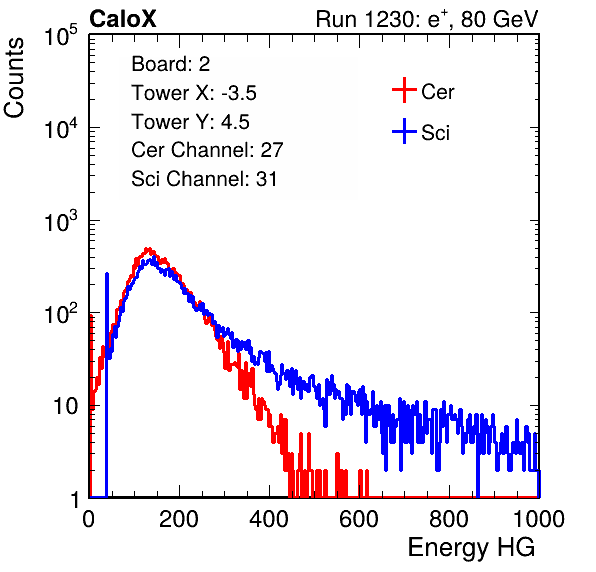 CaloX Run 1230: e⁺, 80 GeV
Board: 2
Tower X: -3.5
Tower Y: 4.5
Cer Channel: 27
Sci Channel: 31
Cer
Sci
Counts
10⁵
10⁴
10³
10²
10
1
0 200 400 600 800 1000
Energy HG